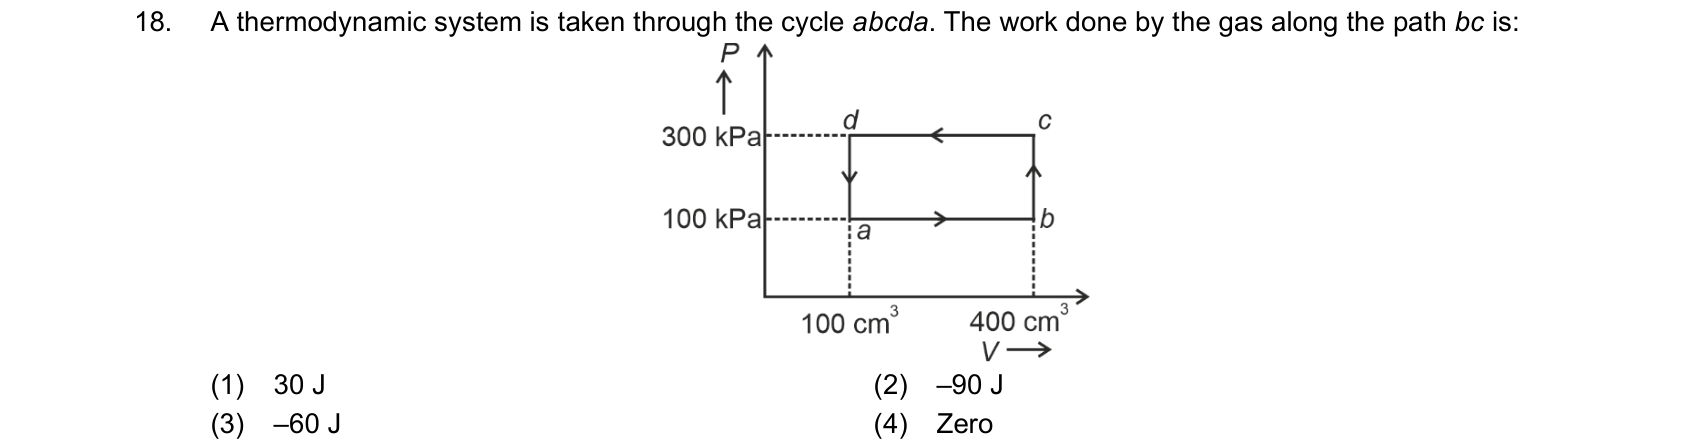 18. A thermodynamic system is taken through the cycle abcda. The work done by the gas along the path bc is:
P
d
c
300 kPa
100 kPa
a
b
100 cm³
400 cm³
V
(1) 30 J
(2) –90 J
(3) –60 J
(4) Zero